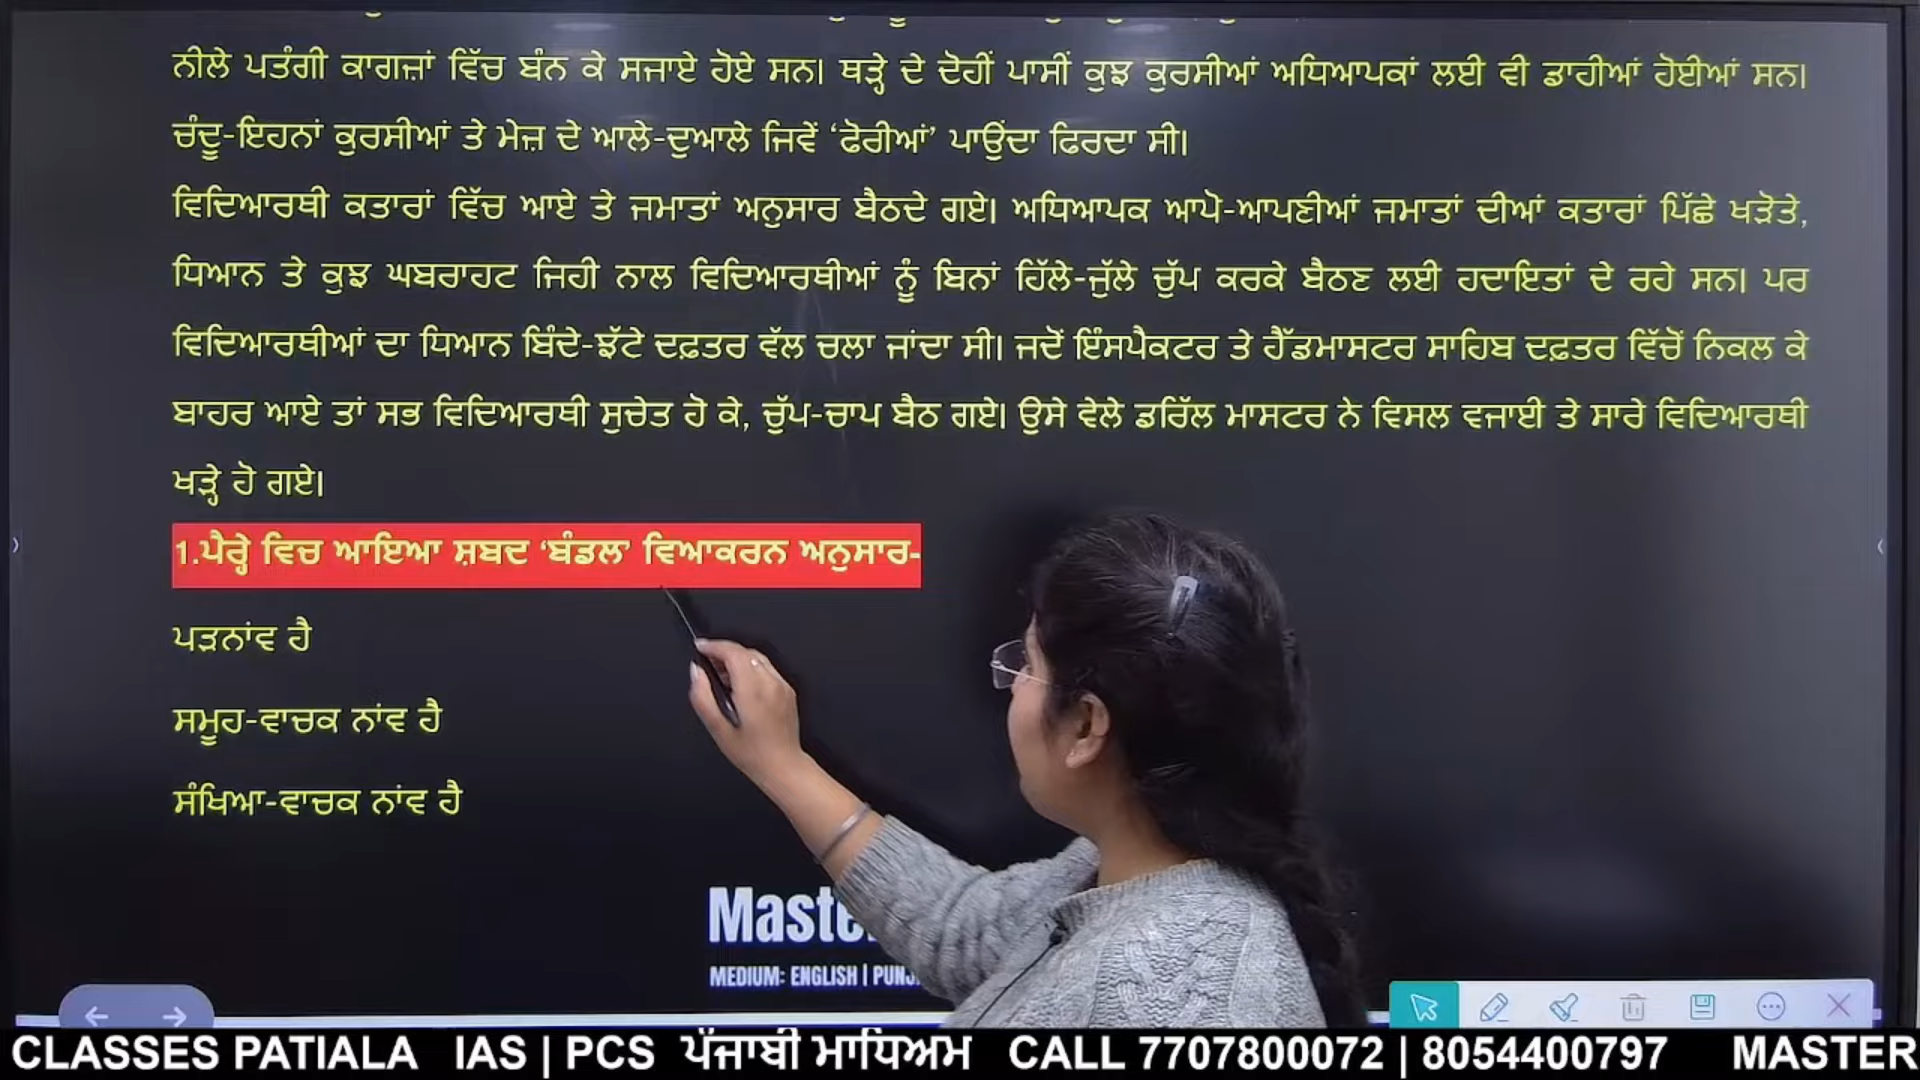 ਨੀਲੇ ਪਤੰਗੀ ਕਾਗਜ਼ਾਂ ਵਿੱਚ ਬੰਨ ਕੇ ਸਜਾਏ ਹੋਏ ਸਨ। ਥੜ੍ਹੇ ਦੇ ਦੋਹੀਂ ਪਾਸੀਂ ਕੁਝ ਕੁਰਸੀਆਂ ਅਧਿਆਪਕਾਂ ਲਈ ਵੀ ਡਾਹੀਆਂ ਹੋਈਆਂ ਸਨ।
ਚੰਦੂ-ਇਹਨਾਂ ਕੁਰਸੀਆਂ ਤੇ ਮੇਜ਼ ਦੇ ਆਲੇ-ਦੁਆਲੇ ਜਿਵੇਂ ‘ਫੋਰੀਆਂ’ ਪਾਉਂਦਾ ਫਿਰਦਾ ਸੀ।
ਵਿਦਿਆਰਥੀ ਕਤਾਰਾਂ ਵਿੱਚ ਆਏ ਤੇ ਜਮਾਤਾਂ ਅਨੁਸਾਰ ਬੈਠਦੇ ਗਏ। ਅਧਿਆਪਕ ਆਪੋ-ਆਪਣੀਆਂ ਜਮਾਤਾਂ ਦੀਆਂ ਕਤਾਰਾਂ ਪਿੱਛੇ ਖੜੋਤੇ,
ਧਿਆਨ ਤੇ ਕੁਝ ਘਬਰਾਹਟ ਜਿਹੀ ਨਾਲ ਵਿਦਿਆਰਥੀਆਂ ਨੂੰ ਬਿਨਾਂ ਹਿੱਲੇ-ਜੁੱਲੇ ਚੁੱਪ ਕਰਕੇ ਬੈਠਣ ਲਈ ਹਦਾਇਤਾਂ ਦੇ ਰਹੇ ਸਨ। ਪਰ
ਵਿਦਿਆਰਥੀਆਂ ਦਾ ਧਿਆਨ ਬਿੰਦੇ-ਝੱਟੇ ਦਫ਼ਤਰ ਵੱਲ ਚਲਾ ਜਾਂਦਾ ਸੀ। ਜਦੋਂ ਇੰਸਪੈਕਟਰ ਤੇ ਹੈੱਡਮਾਸਟਰ ਸਾਹਿਬ ਦਫ਼ਤਰ ਵਿੱਚੋਂ ਨਿਕਲ ਕੇ
ਬਾਹਰ ਆਏ ਤਾਂ ਸਭ ਵਿਦਿਆਰਥੀ ਸੁਚੇਤ ਹੋ ਕੇ, ਚੁੱਪ-ਚਾਪ ਬੈਠ ਗਏ। ਉਸੇ ਵੇਲੇ ਡਰਿੱਲ ਮਾਸਟਰ ਨੇ ਵਿਸਲ ਵਜਾਈ ਤੇ ਸਾਰੇ ਵਿਦਿਆਰਥੀ
ਖੜ੍ਹੇ ਹੋ ਗਏ।
1.ਪੈਰ੍ਹੇ ਵਿਚ ਆਇਆ ਸ਼ਬਦ ‘ਬੰਡਲ’ ਵਿਆਕਰਨ ਅਨੁਸਾਰ-
ਪੜਨਾਂਵ ਹੈ
ਸਮੂਹ-ਵਾਚਕ ਨਾਂਵ ਹੈ
ਸੰਖਿਆ-ਵਾਚਕ ਨਾਂਵ ਹੈ
MEDIUM: ENGLISH |
CLASSES PATIALA IAS | PCS ਪੰਜਾਬੀ ਮਾਧਿਅਮ CALL 7707800072 | 8054400797 MASTER